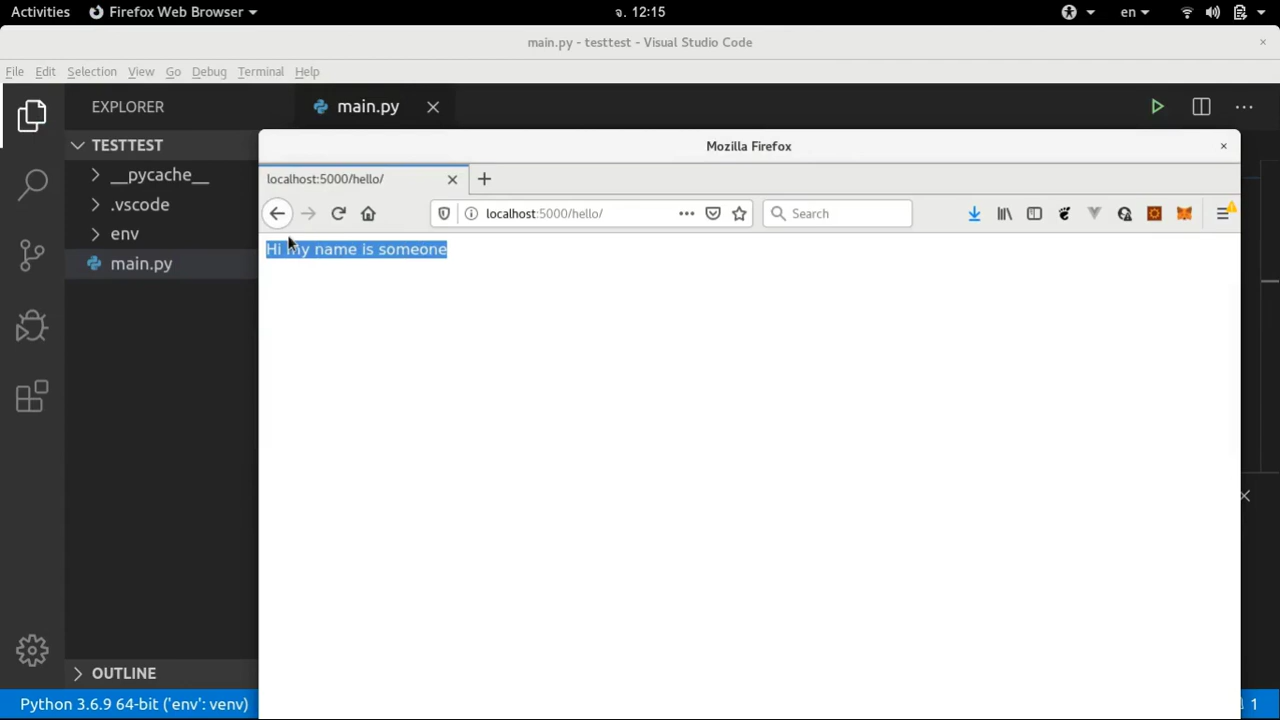 Activities Firefox Web Browser จ. 12:15 en
main.py - testtest - Visual Studio Code
File Edit Selection View Go Debug Terminal Help
EXPLORER main.py
TESTTEST
__pycache__
.vscode
env
main.py
OUTLINE
Python 3.6.9 64-bit ('env': venv) 1
Mozilla Firefox
localhost:5000/hello/
localhost:5000/hello/ Search
Hi my name is someone